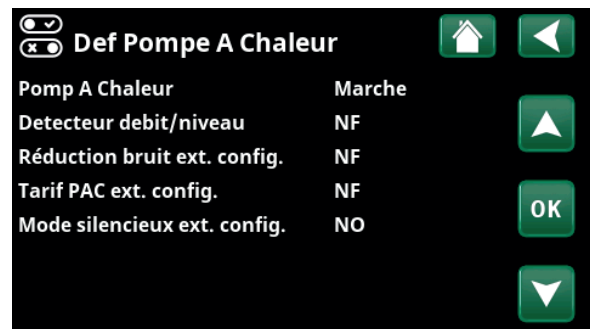 Def Pompe A Chaleur
Pomp A Chaleur Marche
Detecteur debit/niveau NF
Réduction bruit ext. config. NF
Tarif PAC ext. config. NF
OK
Mode silencieux ext. config. NO